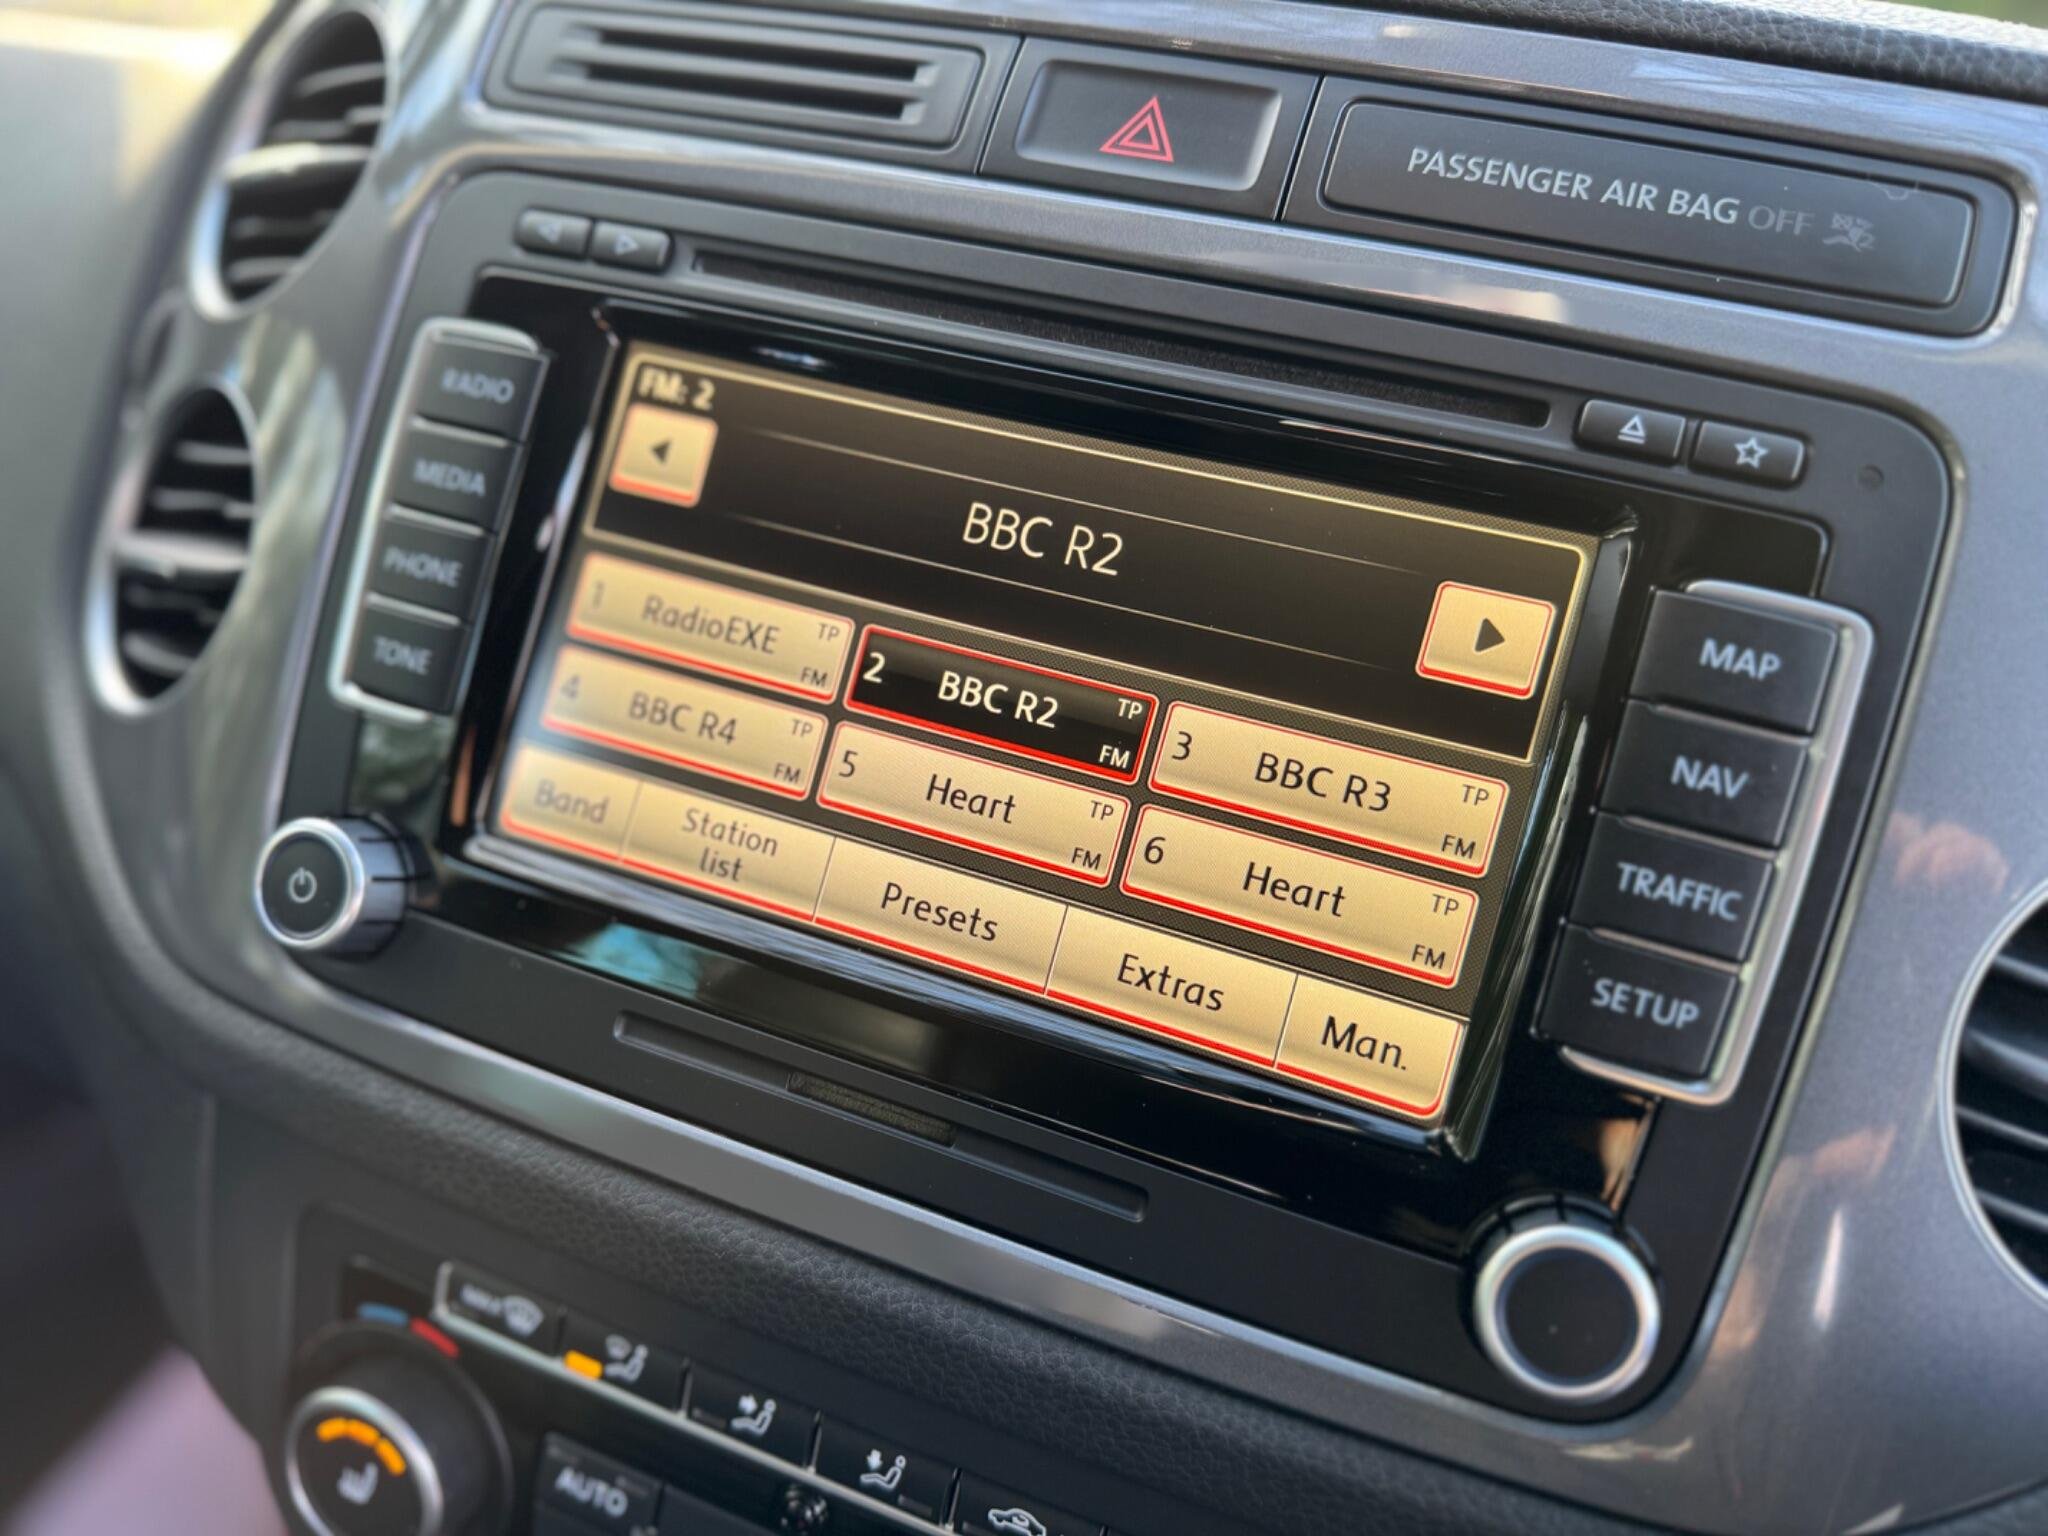 PASSENGER AIR BAG OFF
RADIO
MEDIA
PHONE
TONE
FM: 2
BBC R2
1 RadioEXE TP FM
2 BBC R2 TP FM
3 BBC R3 TP FM
4 BBC R4 TP FM
5 Heart TP FM
6 Heart TP FM
Band
Station
list
Presets
Extras
Man.
MAP
NAV
TRAFFIC
SETUP
AUTO